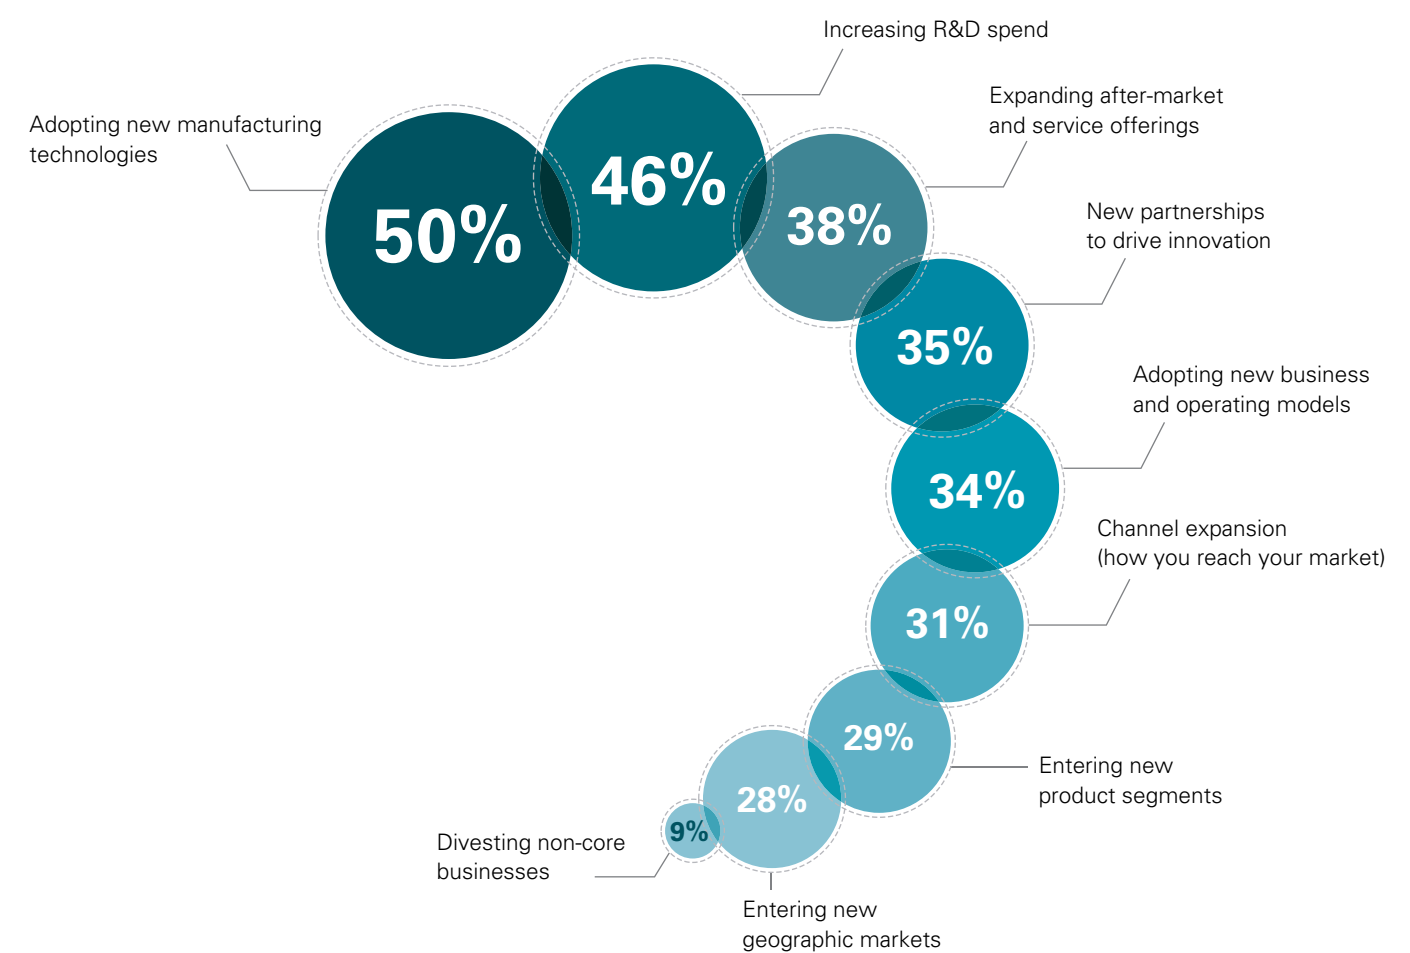 Increasing R&D spend
Adopting new manufacturing
technologies
50%
46%
Expanding after-market
and service offerings
38%
New partnerships
to drive innovation
35%
Adopting new business
and operating models
34%
Channel expansion
(how you reach your market)
31%
29%
Entering new
product segments
28%
Entering new
geographic markets
9%
Divesting non-core
businesses